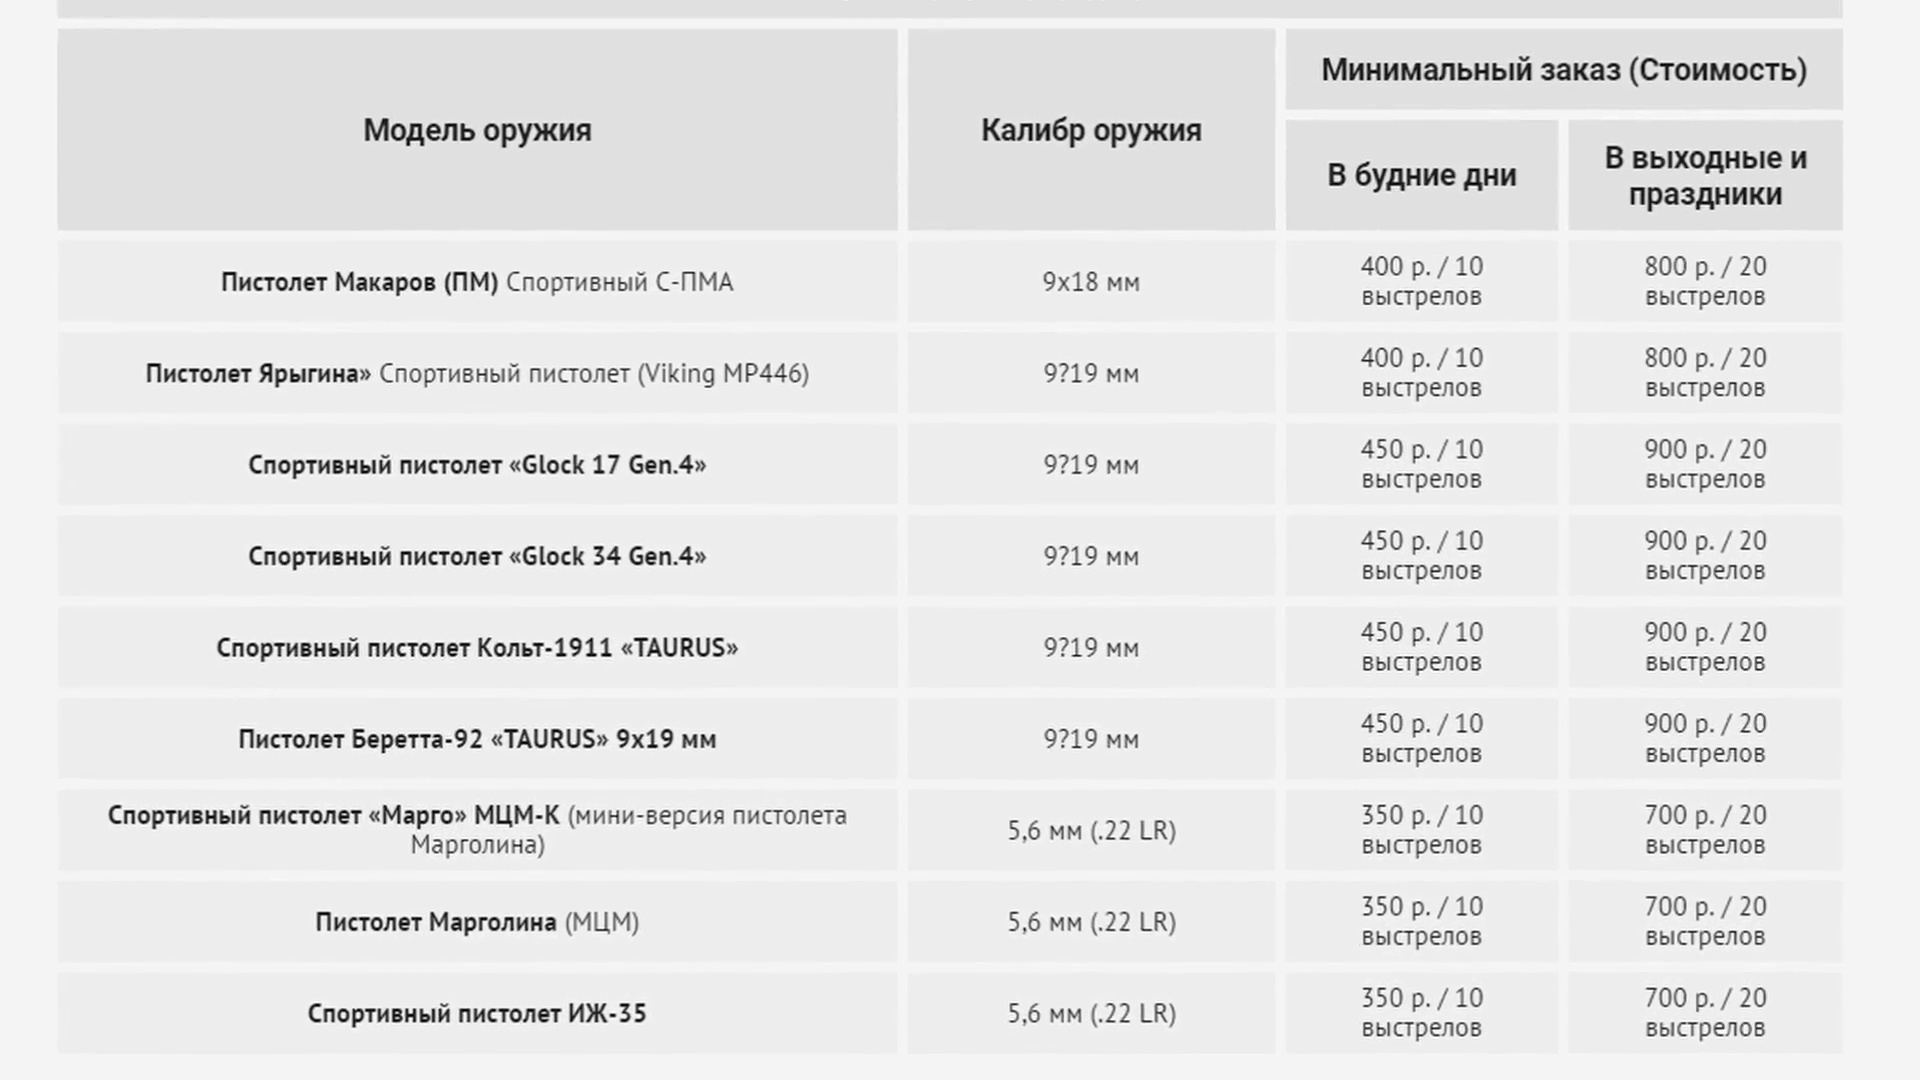 Модель оружия
Калибр оружия
Минимальный заказ (Стоимость)
В будние дни
В выходные и
праздники
Пистолет Макаров (ПМ) Спортивный С-ПМА
9х18 мм
400 р. / 10
выстрелов
800 р. / 20
выстрелов
Пистолет Ярыгина» Спортивный пистолет (Viking MP446)
9?19 мм
400 р. / 10
выстрелов
800 р. / 20
выстрелов
Спортивный пистолет «Glock 17 Gen.4»
9?19 мм
450 р. / 10
выстрелов
900 р. / 20
выстрелов
Спортивный пистолет «Glock 34 Gen.4»
9?19 мм
450 р. / 10
выстрелов
900 р. / 20
выстрелов
Спортивный пистолет Кольт-1911 «TAURUS»
9?19 мм
450 р. / 10
выстрелов
900 р. / 20
выстрелов
Пистолет Беретта-92 «TAURUS» 9х19 мм
9?19 мм
450 р. / 10
выстрелов
900 р. / 20
выстрелов
Спортивный пистолет «Марго» МЦМ-К (мини-версия пистолета
Марголина)
5,6 мм (.22 LR)
350 р. / 10
выстрелов
700 р. / 20
выстрелов
Пистолет Марголина (МЦМ)
5,6 мм (.22 LR)
350 р. / 10
выстрелов
700 р. / 20
выстрелов
Спортивный пистолет ИЖ-35
5,6 мм (.22 LR)
350 р. / 10
выстрелов
700 р. / 20
выстрелов